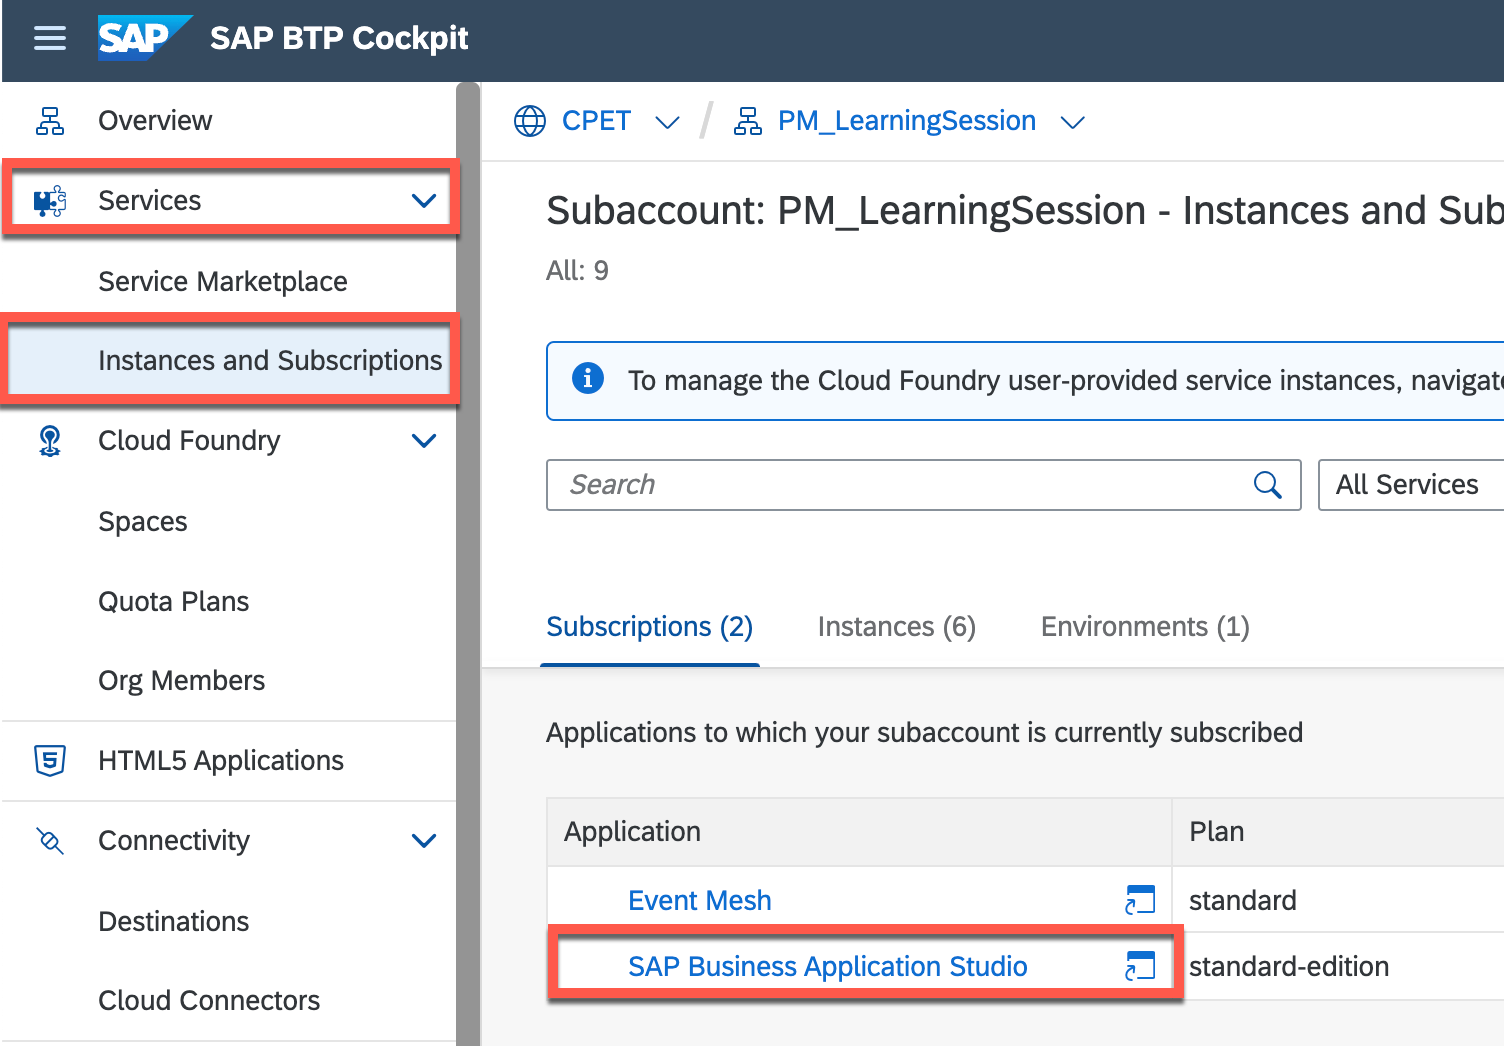 SAP SAP BTP Cockpit
Overview
Services
Service Marketplace
Instances and Subscriptions
Cloud Foundry
Spaces
Quota Plans
Org Members
HTML5 Applications
Connectivity
Destinations
Cloud Connectors
CPET / PM_LearningSession
Subaccount: PM_LearningSession - Instances and Sub
All: 9
To manage the Cloud Foundry user-provided service instances, navigate
Search All Services
Subscriptions (2) Instances (6) Environments (1)
Applications to which your subaccount is currently subscribed
Application Plan
Event Mesh standard
SAP Business Application Studio standard-edition